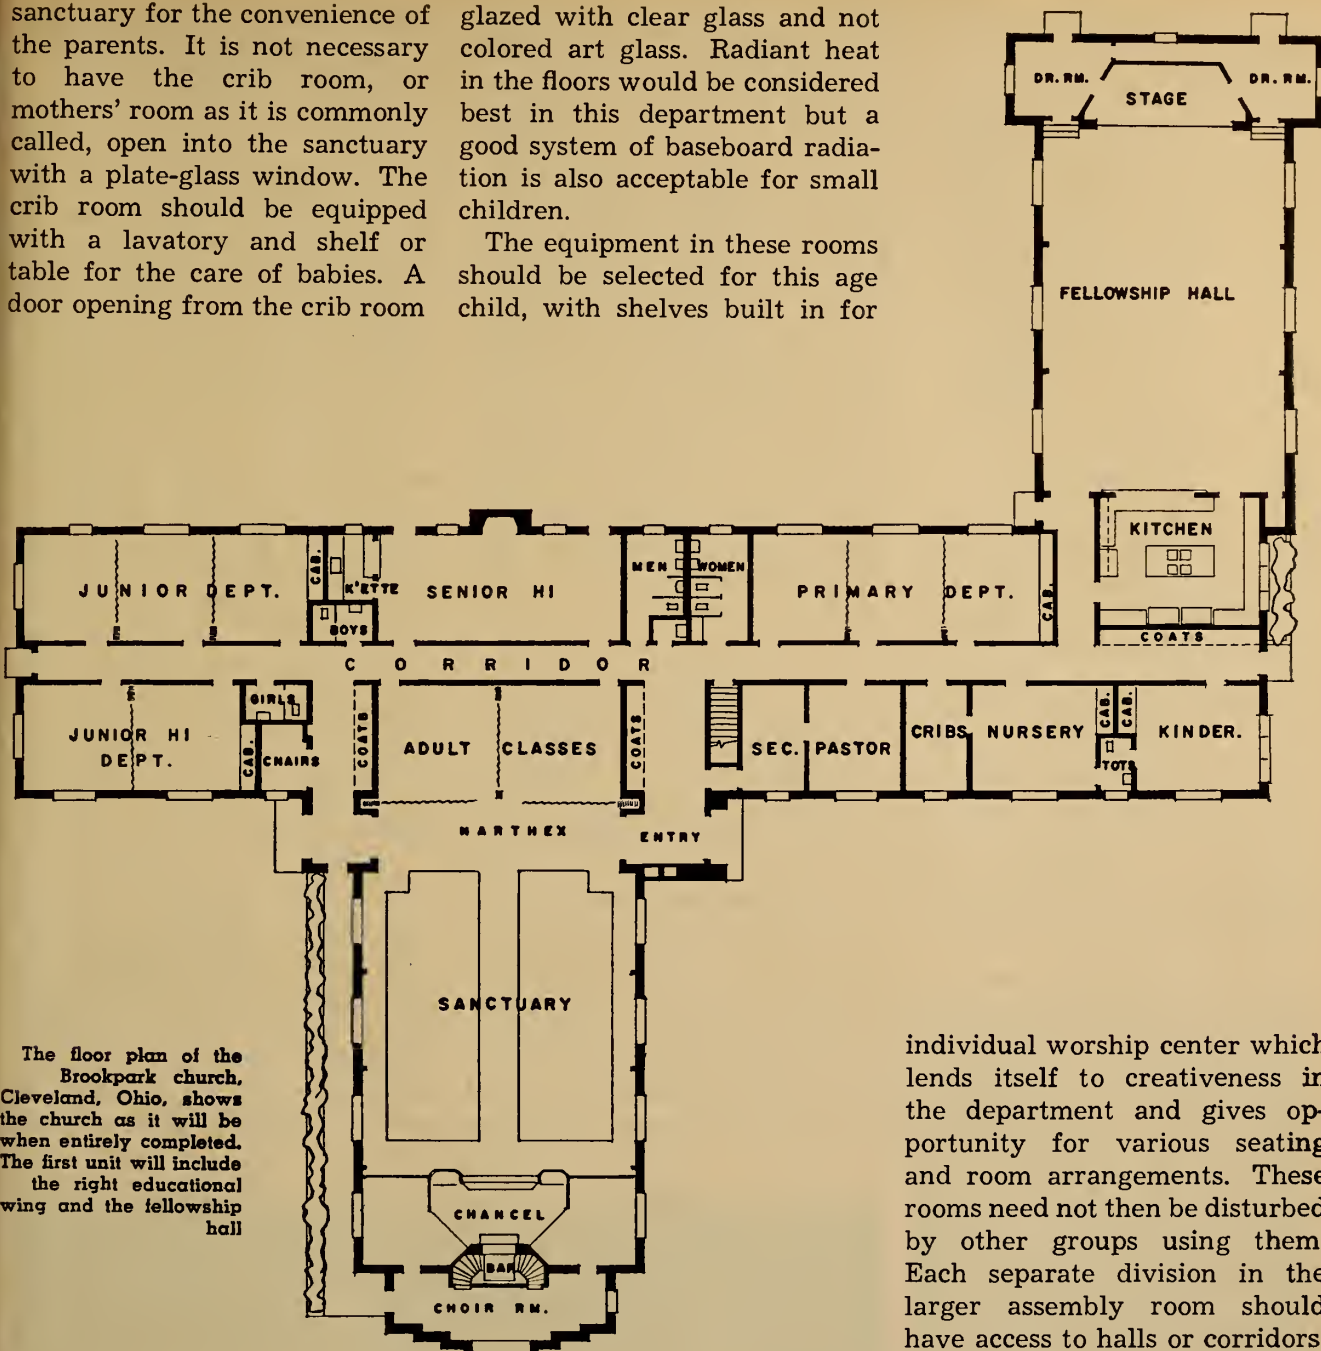 sanctuary for the convenience of
the parents. It is not necessary
to have the crib room, or
mothers' room as it is commonly
called, open into the sanctuary
with a plate-glass window. The
crib room should be equipped
with a lavatory and shelf or
table for the care of babies. A
door opening from the crib room
glazed with clear glass and not
colored art glass. Radiant heat
in the floors would be considered
best in this department but a
good system of baseboard radia-
tion is also acceptable for small
children.
The equipment in these rooms
should be selected for this age
child, with shelves built in for
DR. RM.
STAGE
DR. RM.
FELLOWSHIP HALL
KITCHEN
COATS
JUNIOR DEPT.
CAB.
K'ETTE
BOYS
SENIOR HI
MEN
WOMEN
PRIMARY DEPT.
CAB.
CORRIDOR
JUNIOR HI
DEPT.
GIRLS
CAB.
CHAIRS
COATS
ADULT CLASSES
COATS
SEC.
PASTOR
CRIBS
NURSERY
CAB.
CAB.
TOTS
KINDER.
NARTHEX
ENTRY
SANCTUARY
CHANCEL
BAP
CHOIR RM.
The floor plan of the
Brookpark church,
Cleveland, Ohio, shows
the church as it will be
when entirely completed.
The first unit will include
the right educational
wing and the fellowship
hall
individual worship center which
lends itself to creativeness in
the department and gives op-
portunity for various seating
and room arrangements. These
rooms need not then be disturbed
by other groups using them
Each separate division in the
larger assembly room should
have access to halls or corridors